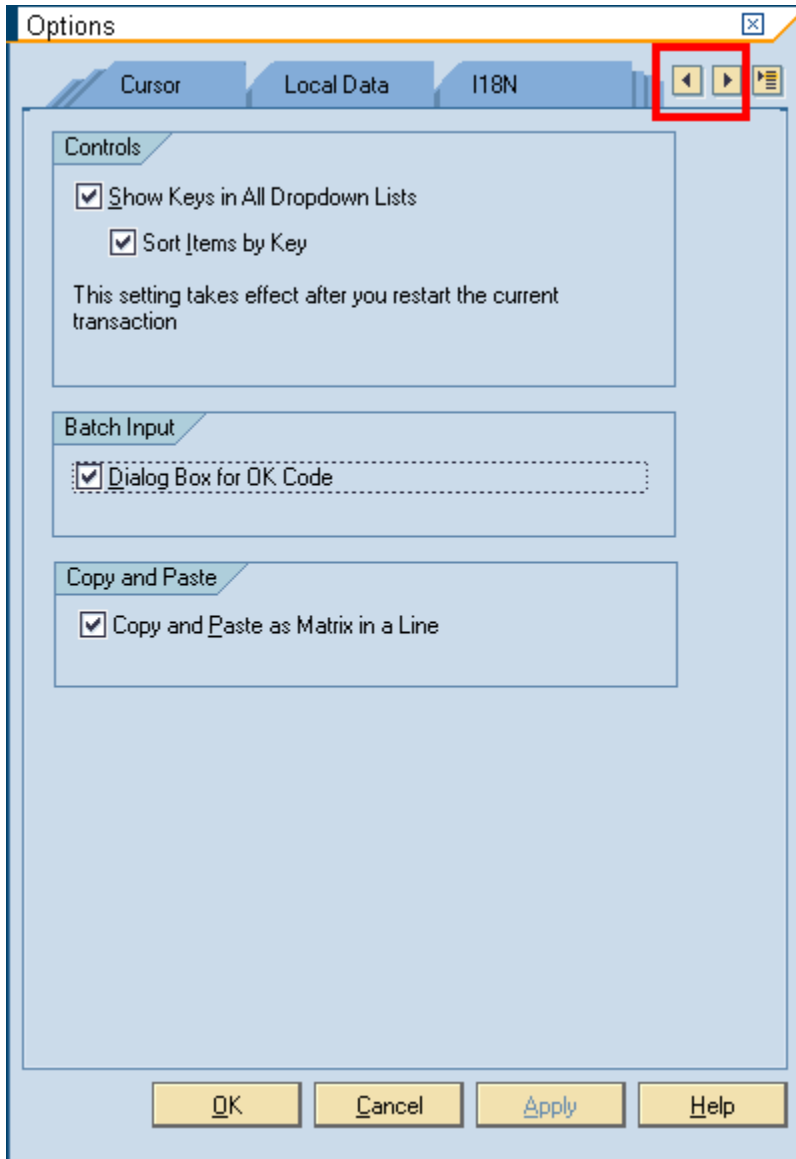 Options
Cursor
Local Data
I18N
Controls
Show Keys in All Dropdown Lists
Sort Items by Key
This setting takes effect after you restart the current
transaction
Batch Input
Dialog Box for OK Code
Copy and Paste
Copy and Paste as Matrix in a Line
OK
Cancel
Apply
Help